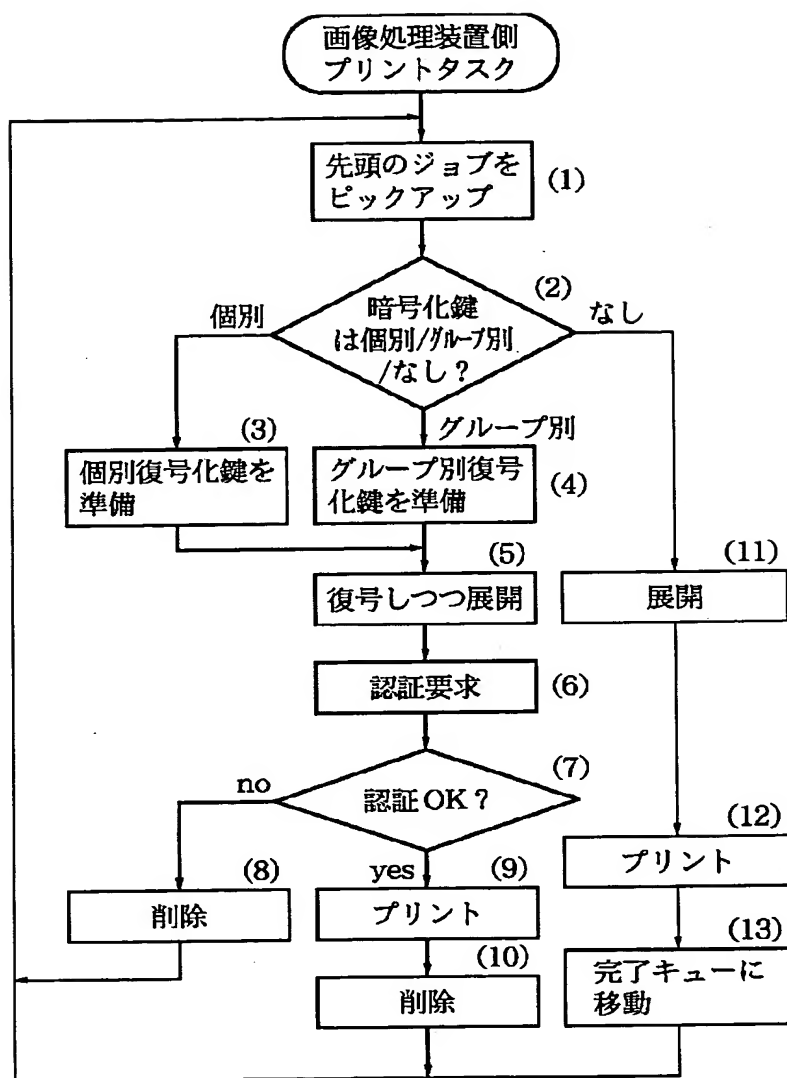 画像処理装置側
プリントタスク
先頭のジョブを
ピックアップ
(1)
(2)
暗号化鍵
は個別/グループ別
/なし?
個別
なし
グループ別
(3)
個別復号化鍵を
準備
グループ別復号
化鍵を準備
(4)
(5)
復号しつつ展開
(11)
展開
認証要求
(6)
(7)
認証OK?
no
yes
(8)
削除
(9)
プリント
(12)
プリント
(10)
削除
(13)
完了キューに
移動